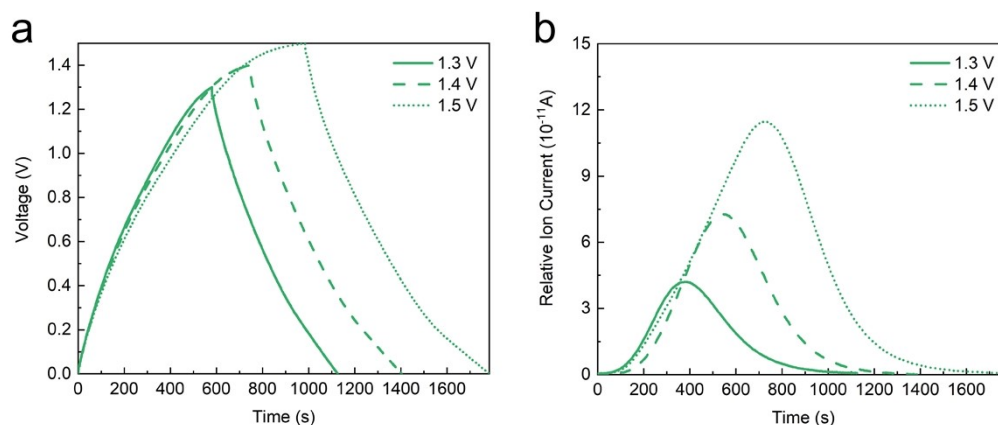 a
1.3 V
1.4 V
1.5 V
Voltage (V)
1.4
1.2
1.0
0.8
0.6
0.4
0.2
0.0
0 200 400 600 800 1000 1200 1400 1600
Time (s)
b
1.3 V
1.4 V
1.5 V
Relative Ion Current (10⁻¹¹A)
15
12
9
6
3
0
0 200 400 600 800 1000 1200 1400 1600
Time (s)